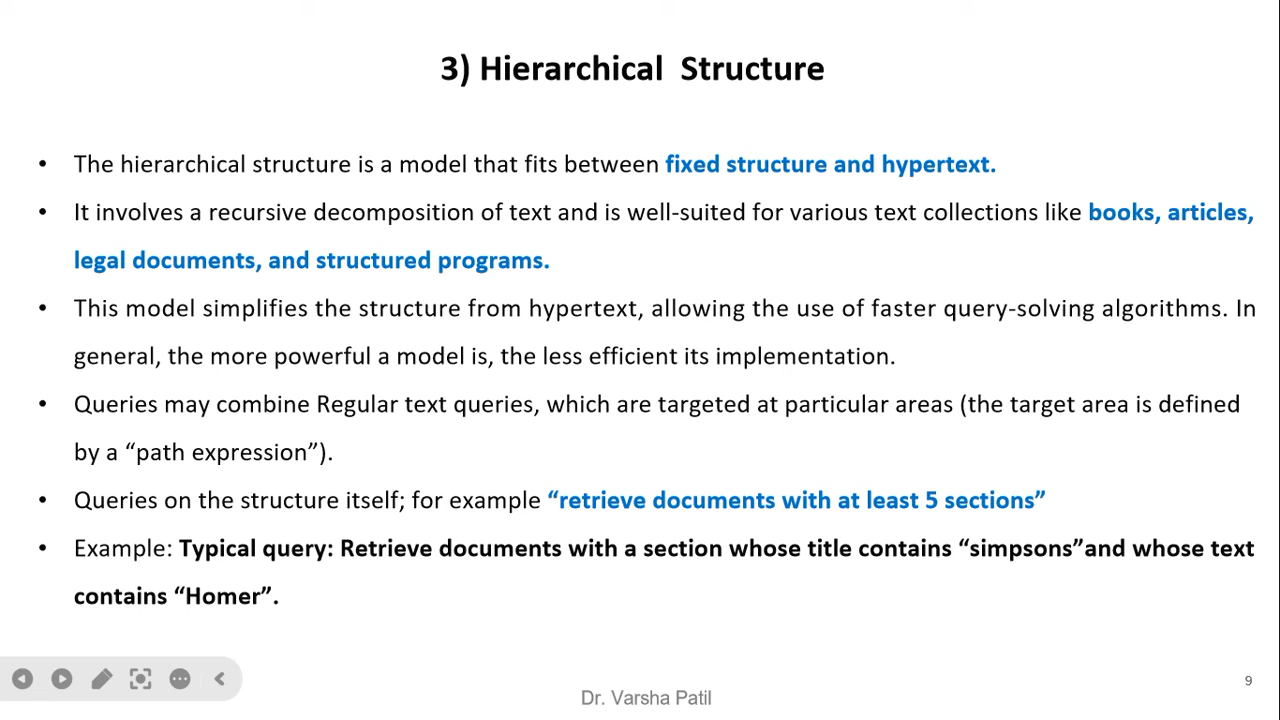 3) Hierarchical Structure
• The hierarchical structure is a model that fits between fixed structure and hypertext.
• It involves a recursive decomposition of text and is well-suited for various text collections like books, articles,
legal documents, and structured programs.
• This model simplifies the structure from hypertext, allowing the use of faster query-solving algorithms. In
general, the more powerful a model is, the less efficient its implementation.
• Queries may combine Regular text queries, which are targeted at particular areas (the target area is defined
by a “path expression”).
• Queries on the structure itself; for example “retrieve documents with at least 5 sections”
• Example: Typical query: Retrieve documents with a section whose title contains “simpsons”and whose text
contains “Homer”.
9
Dr. Varsha Patil